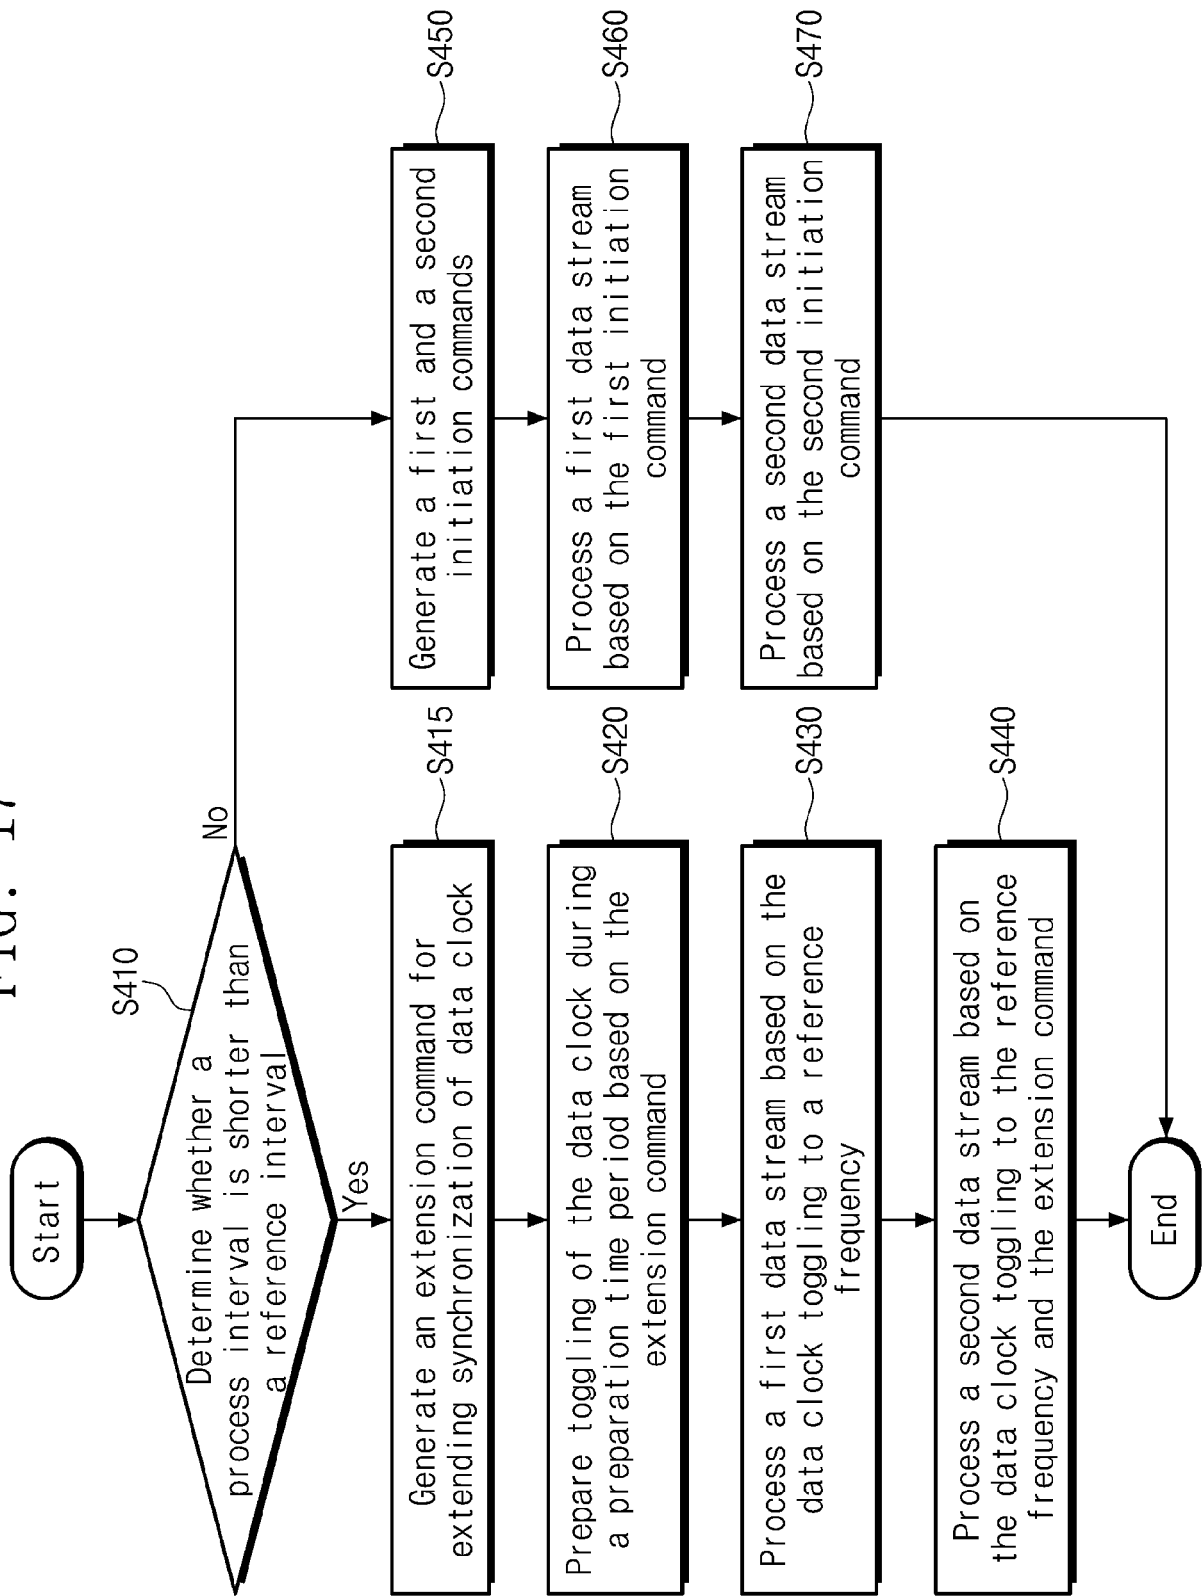 FIG. 17
Start
S410
Determine whether a
process interval is shorter than
a reference interval
No
Yes
Generate an extension command for
extending synchronization of data clock
S415
Prepare toggling of the data clock during
a preparation time period based on the
extension command
S420
Process a first data stream based on the
data clock toggling to a reference
frequency
S430
Process a second data stream based on
the data clock toggling to the reference
frequency and the extension command
S440
Generate a first and a second
initiation commands
S450
Process a first data stream
based on the first initiation
command
S460
Process a second data stream
based on the second initiation
command
S470
End